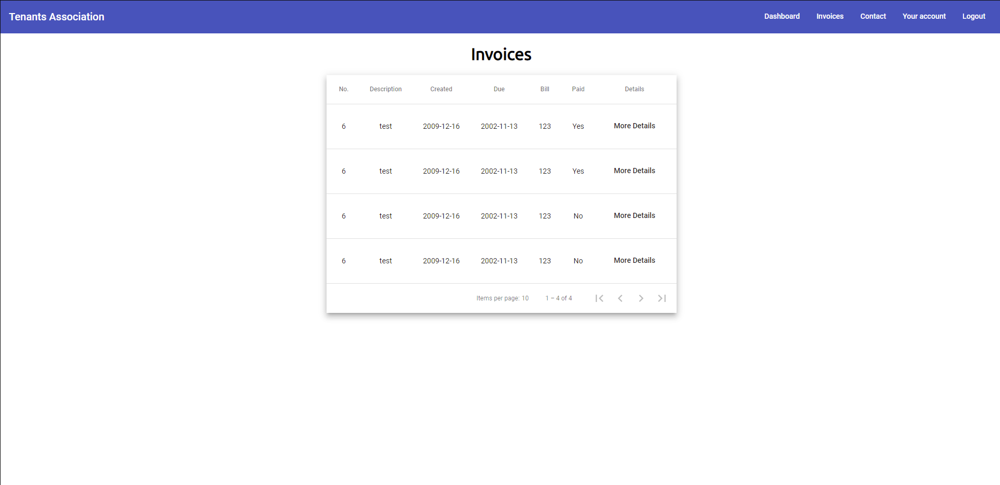 Tenants Association Dashboard Invoices Contact Your account Logout
Invoices
No. Description Created Due Bill Paid Details
6 test 2009-12-16 2002-11-13 123 Yes More Details
6 test 2009-12-16 2002-11-13 123 Yes More Details
6 test 2009-12-16 2002-11-13 123 No More Details
6 test 2009-12-16 2002-11-13 123 No More Details
Items per page: 10 1 – 4 of 4